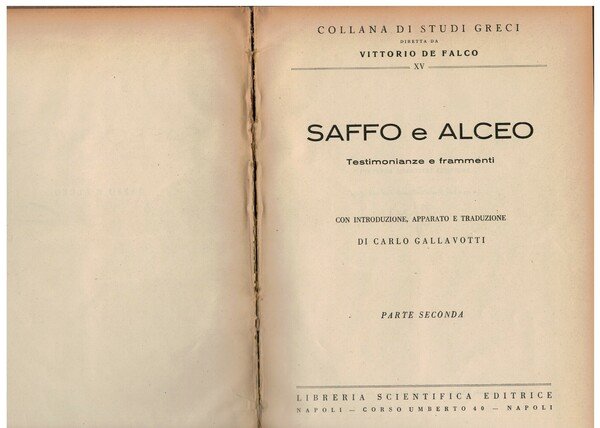 COLLANA DI STUDI GRECI
DIRETTA DA
VITTORIO DE FALCO
XV
SAFFO e ALCEO
Testimonianze e frammenti
CON INTRODUZIONE, APPARATO E TRADUZIONE
DI CARLO GALLAVOTTI
PARTE SECONDA
LIBRERIA SCIENTIFICA EDITRICE
NAPOLI — CORSO UMBERTO 40 — NAPOLI